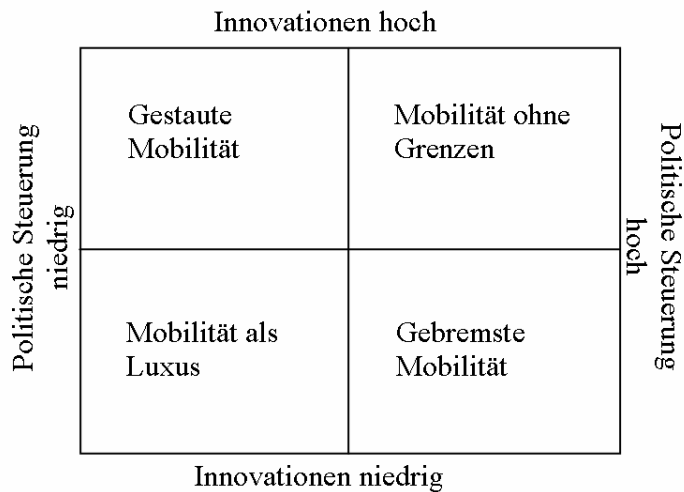 Innovationen hoch
Politische Steuerung
niedrig
Gestaute
Mobilität
Mobilität ohne
Grenzen
Politische Steuerung
hoch
Mobilität als
Luxus
Gebremste
Mobilität
Innovationen niedrig